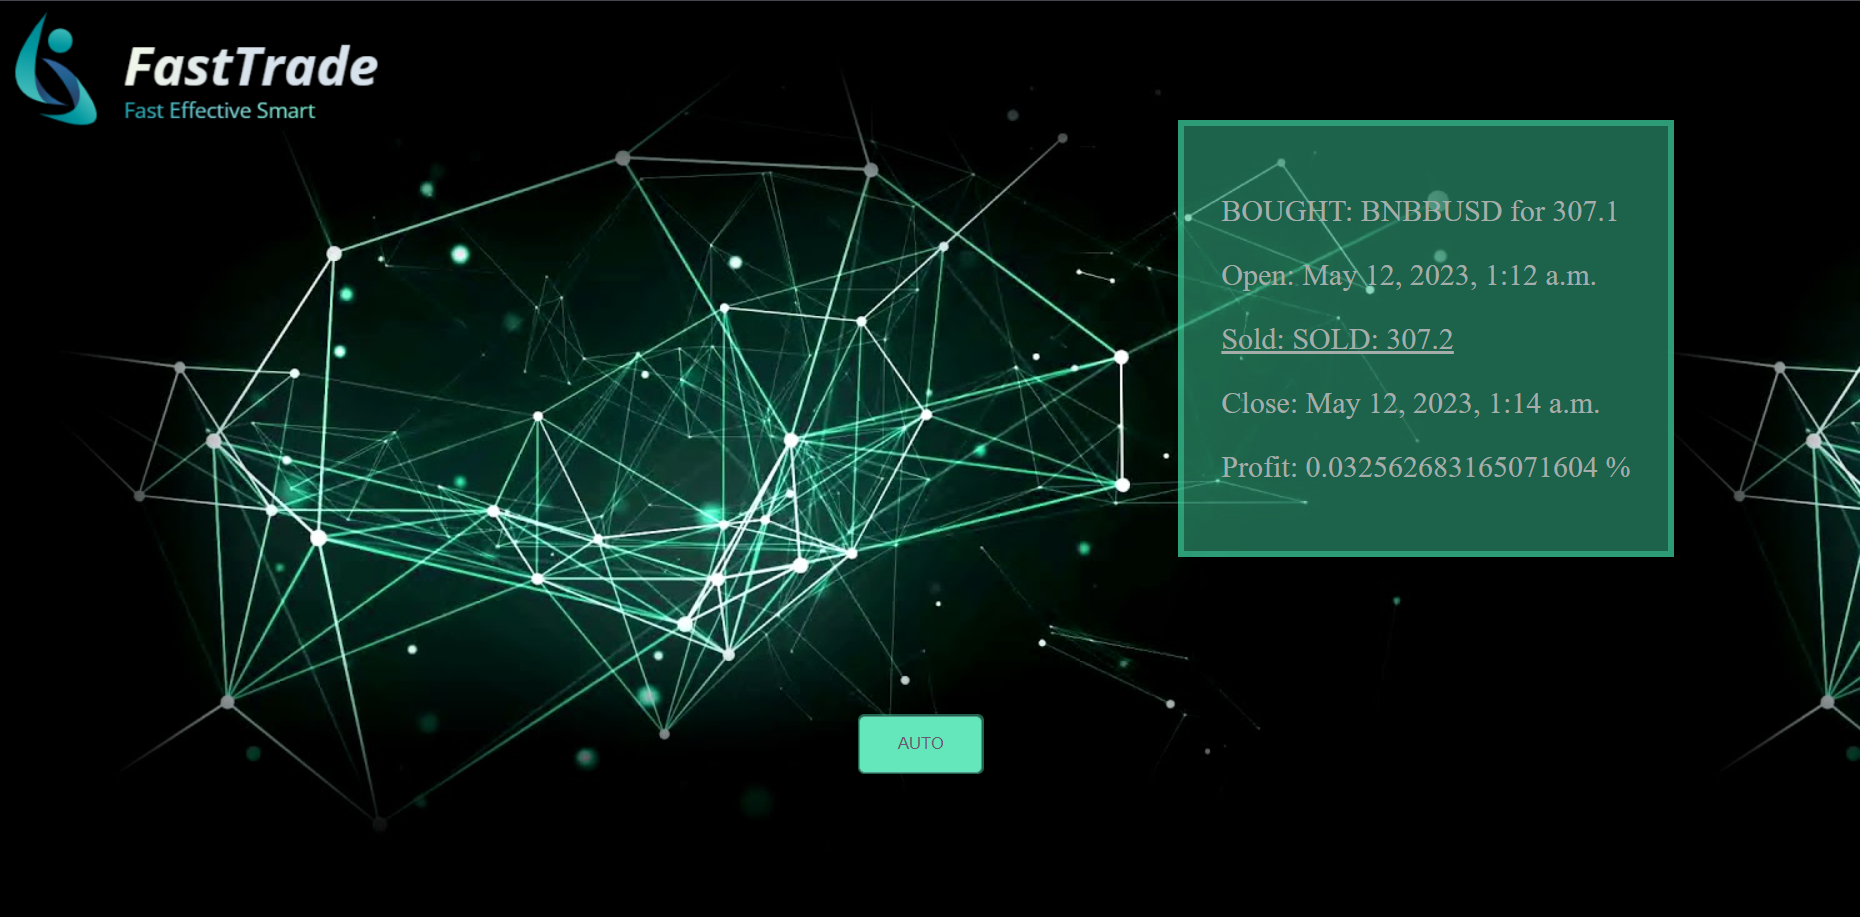 FastTrade
Fast Effective Smart
BOUGHT: BNBBUSD for 307.1
Open: May 12, 2023, 1:12 a.m.
Sold: SOLD: 307.2
Close: May 12, 2023, 1:14 a.m.
Profit: 0.032562683165071604 %
AUTO